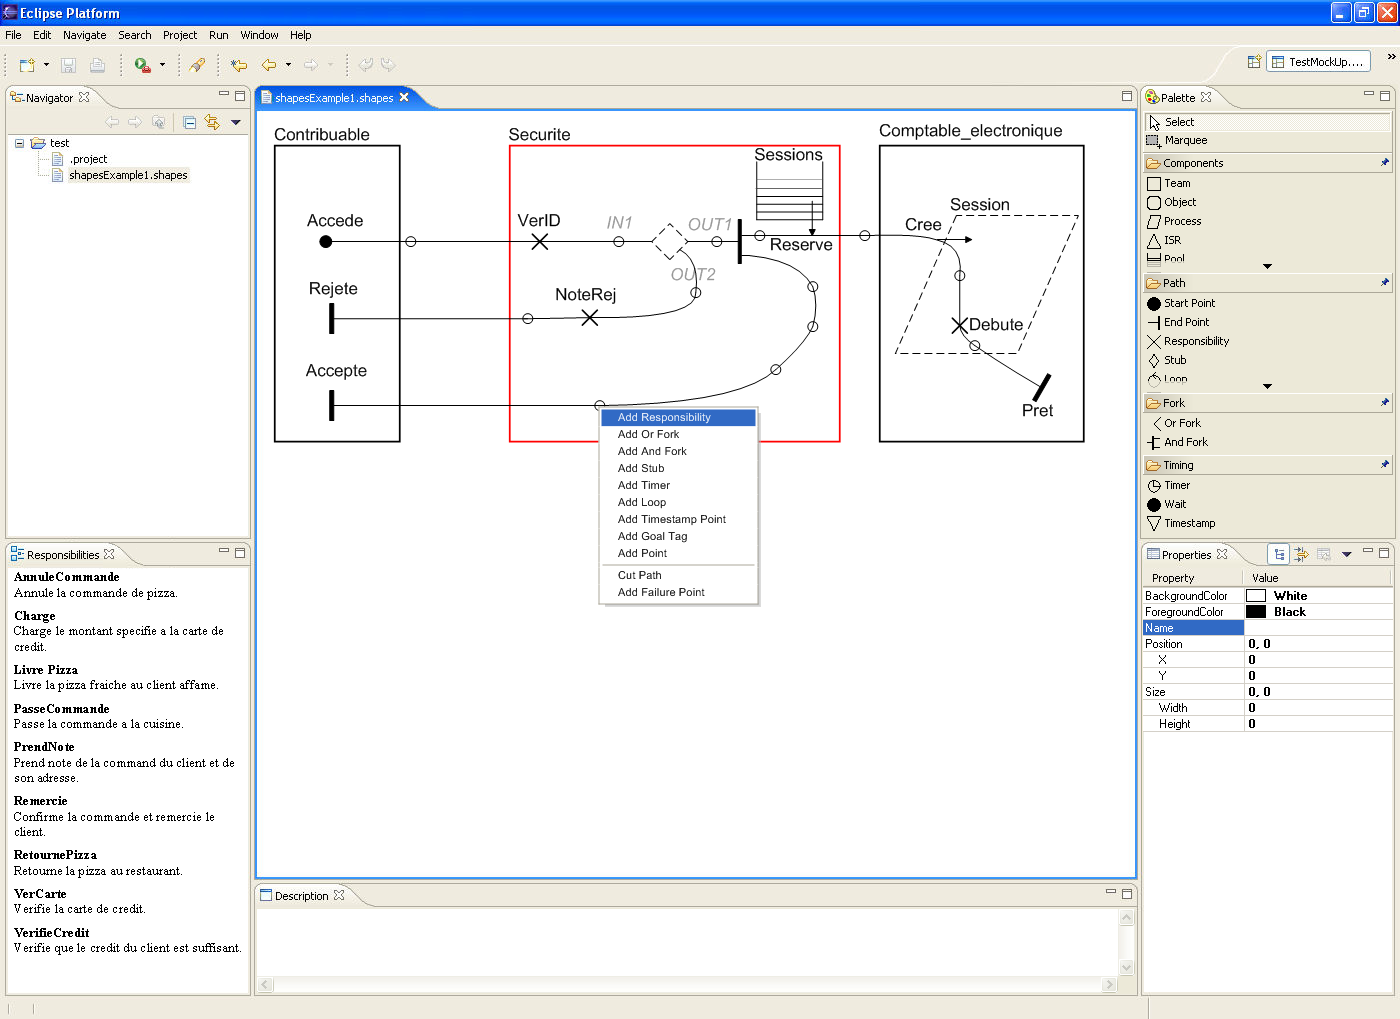 Eclipse Platform
File Edit Navigate Search Project Run Window Help
TestMockUp....
Navigator
test
.project
shapesExample1.shapes
Responsibilities
AnnuleCommande
Annule la commande de pizza.
Charge
Charge le montant specifie a la carte de
credit.
Livre Pizza
Livre la pizza fraiche au client affame.
PasseCommande
Passe la commande a la cuisine.
PrendNote
Prend note de la command du client et de
son adresse.
Remercie
Confirme la commande et remercie le
client.
RetournePizza
Retourne la pizza au restaurant.
VerCarte
Verifie la carte de credit.
VerifieCredit
Verifie que le credit du client est suffisant.
shapesExample1.shapes
Contribuable
Securite
Comptable_electronique
Sessions
Session
Accede
VerID
IN1
OUT1
Cree
Reserve
OUT2
Rejete
NoteRej
Debute
Accepte
Pret
Add Responsibility
Add Or Fork
Add And Fork
Add Stub
Add Timer
Add Loop
Add Timestamp Point
Add Goal Tag
Add Point
Cut Path
Add Failure Point
Description
Palette
Select
Marquee
Components
Team
Object
Process
ISR
Pool
Path
Start Point
End Point
Responsibility
Stub
Loop
Fork
Or Fork
And Fork
Timing
Timer
Wait
Timestamp
Properties
Property Value
BackgroundColor White
ForegroundColor Black
Name
Position 0, 0
X 0
Y 0
Size 0, 0
Width 0
Height 0